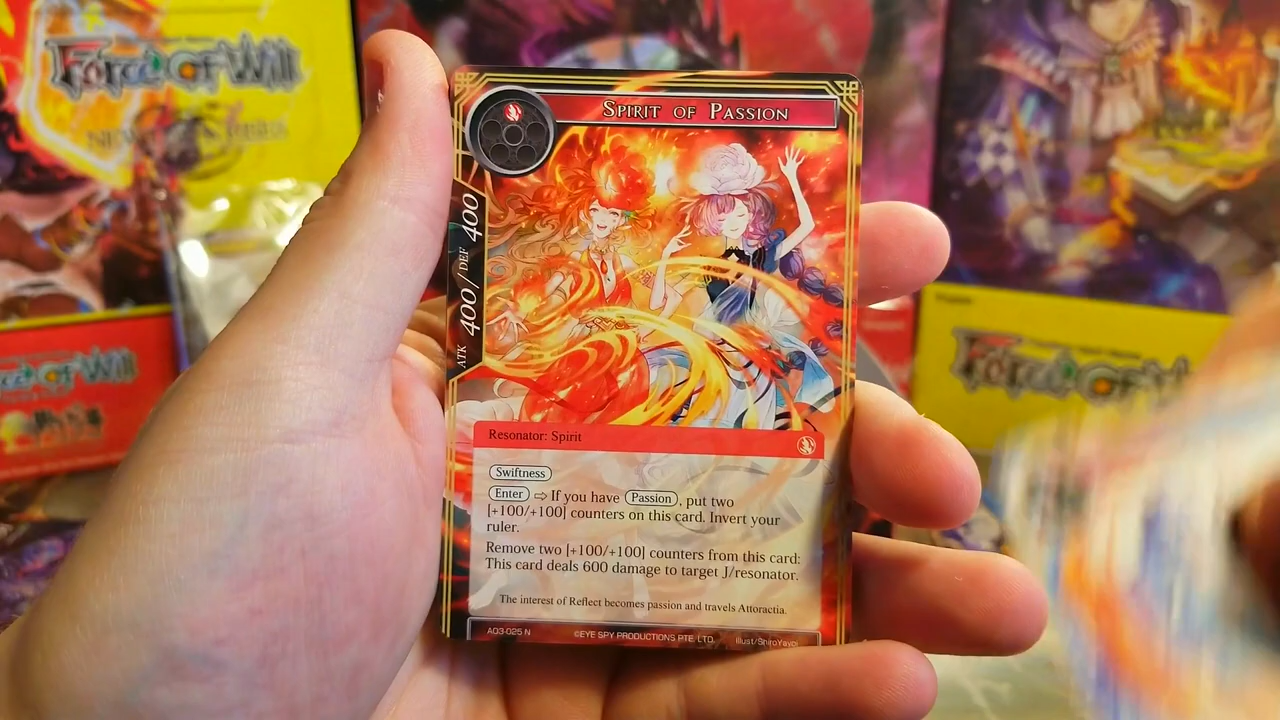 Force Of Will
SPIRIT OF PASSION
ATK 400 / DEF 400
Resonator: Spirit
Swiftness
Enter ⇨ If you have Passion, put two
[+100/+100] counters on this card. Invert your
ruler.
Remove two [+100/+100] counters from this card:
This card deals 600 damage to target J/resonator.
The interest of Reflect becomes passion and travels Attoractia.
AO3-025 N
©EYE SPY PRODUCTIONS PTE. LTD.
Illust/ShiroYayoi
Force Of Will
Force Of Will